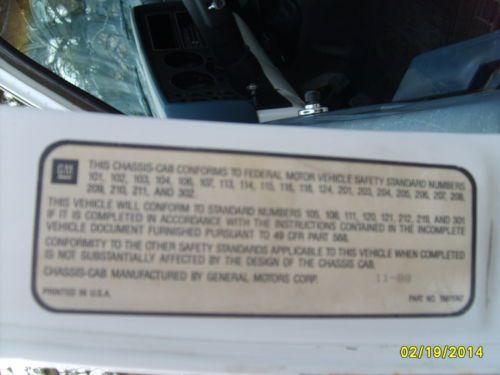 GM
THIS CHASSIS-CAB CONFORMS TO FEDERAL MOTOR VEHICLE SAFETY STANDARD NUMBERS
101, 102, 103, 104, 106, 107, 113, 114, 115, 116, 118, 124, 201, 203, 204, 205, 206, 207, 208,
209, 210, 211, AND 302.
THIS VEHICLE WILL CONFORM TO STANDARD NUMBERS 105, 108, 111, 120, 121, 212, 219, AND 301
IF IT IS COMPLETED IN ACCORDANCE WITH THE INSTRUCTIONS CONTAINED IN THE INCOMPLETE
VEHICLE DOCUMENT FURNISHED PURSUANT TO 49 CFR PART 568.
CONFORMITY TO THE OTHER SAFETY STANDARDS APPLICABLE TO THIS VEHICLE WHEN COMPLETED
IS NOT SUBSTANTIALLY AFFECTED BY THE DESIGN OF THE CHASSIS CAB.
CHASSIS-CAB MANUFACTURED BY GENERAL MOTORS CORP. 11-88
PRINTED IN U.S.A. PART NO.
02/19/2014